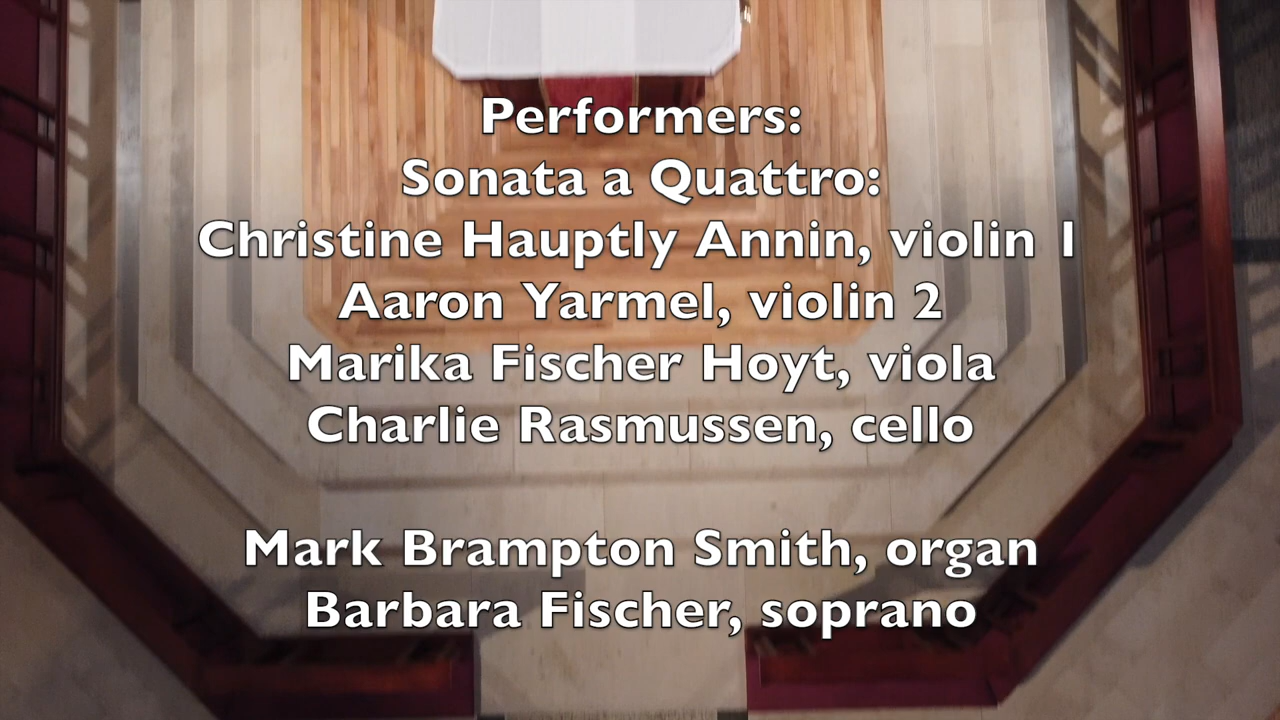 Performers:
Sonata a Quattro:
Christine Hauptly Annin, violin 1
Aaron Yarmel, violin 2
Marika Fischer Hoyt, viola
Charlie Rasmussen, cello
Mark Brampton Smith, organ
Barbara Fischer, soprano